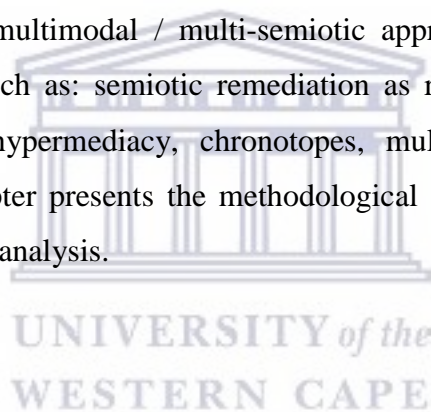 multimodal / multi-semiotic appr
ch as: semiotic remediation as r
hypermediacy, chronotopes, mul
pter presents the methodological
analysis.
UNIVERSITY of the
WESTERN CAPE